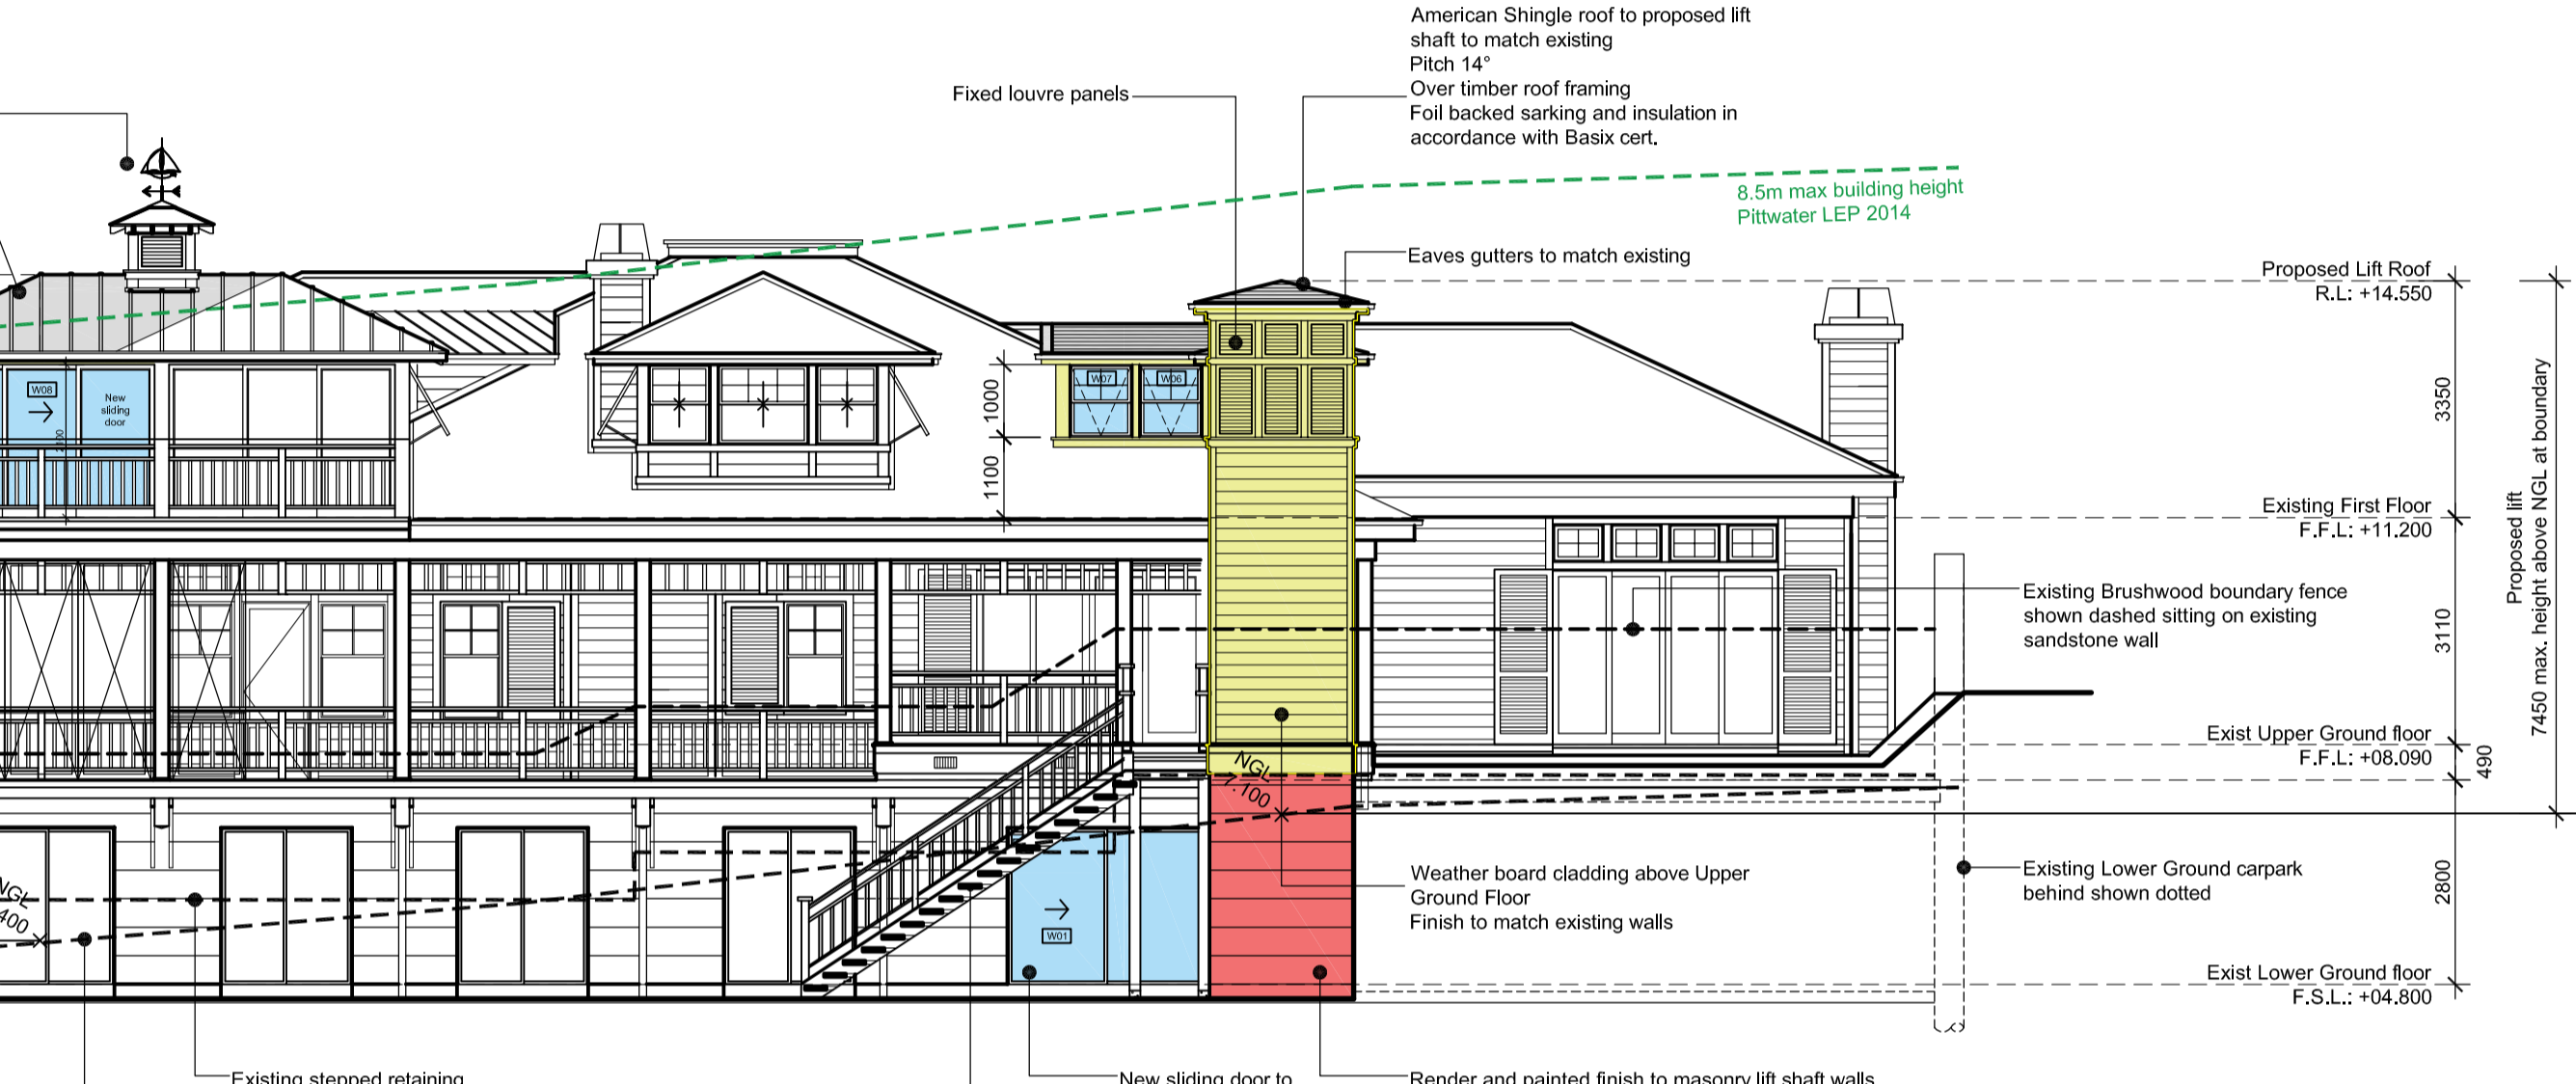 American Shingle roof to proposed lift
shaft to match existing
Pitch 14°
Over timber roof framing
Foil backed sarking and insulation in
accordance with Basix cert.
Fixed louvre panels
8.5m max building height
Pittwater LEP 2014
Eaves gutters to match existing
Proposed Lift Roof
R.L: +14.550
W08
New
sliding
door
2100
1000
1100
W07
W06
3350
Existing First Floor
F.F.L: +11.200
Proposed lift
7450 max. height above NGL at boundary
Existing Brushwood boundary fence
shown dashed sitting on existing
sandstone wall
3110
Exist Upper Ground floor
F.F.L: +08.090
490
NGL
7.100
Weather board cladding above Upper
Ground Floor
Finish to match existing walls
Existing Lower Ground carpark
behind shown dotted
2800
NGL
400
W01
Exist Lower Ground floor
F.S.L.: +04.800
Existing stepped retaining
New sliding door to
Render and painted finish to masonry lift shaft walls